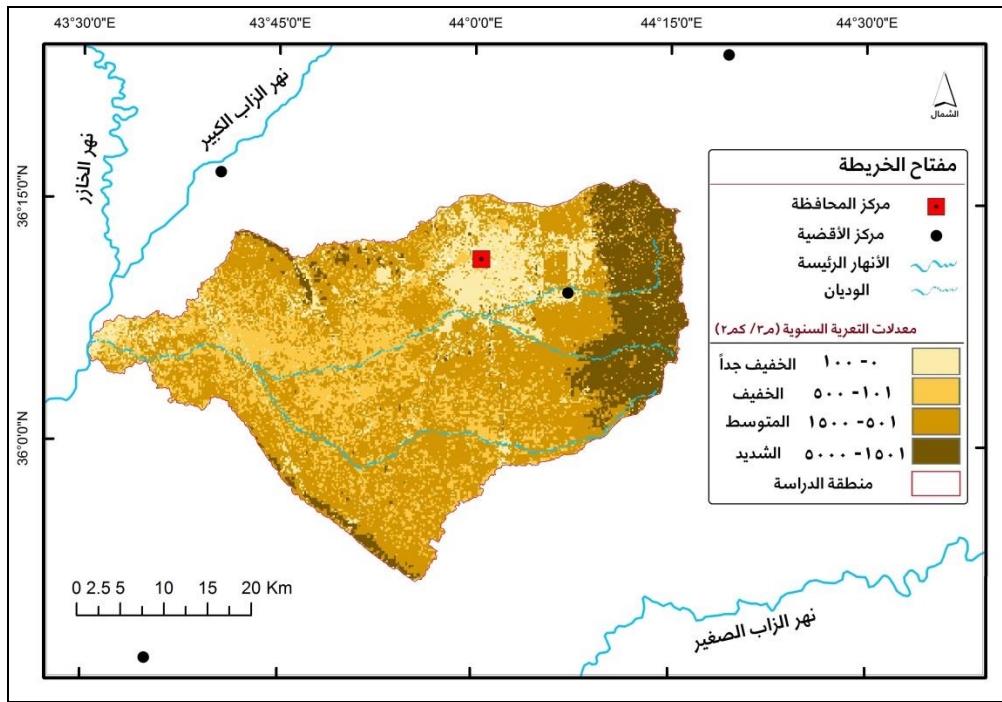 43°30'0"E 43°45'0"E 44°0'0"E 44°15'0"E 44°30'0"E
36°15'0"N
36°0'0"N
نهر الخازر
نهر الزاب الكبير
الشمال
مفتاح الخريطة
مركز المحافظة
مركز الأقضية
الأنهار الرئيسة
الوديان
معدلات التعرية السنوية (م٣/ كم٢)
٠- ١٠٠ الخفيف جداً
١٠١- ٥٠٠ الخفيف
٥٠١- ١٥٠٠ المتوسط
١٥٠١- ٥٠٠٠ الشديد
منطقة الدراسة
0 2.5 5 10 15 20 Km
نهر الزاب الصغير